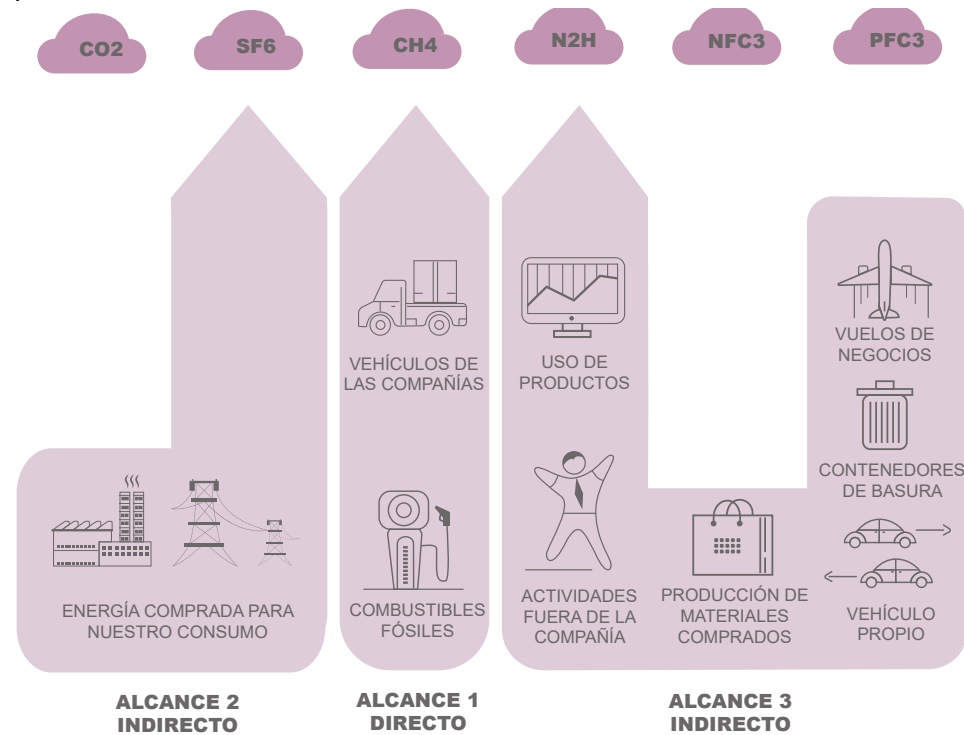 CO2
SF6
CH4
N2H
NFC3
PFC3
VEHÍCULOS DE
LAS COMPAÑÍAS
USO DE
PRODUCTOS
VUELOS DE
NEGOCIOS
CONTENEDORES
DE BASURA
ENERGÍA COMPRADA PARA
NUESTRO CONSUMO
COMBUSTIBLES
FÓSILES
ACTIVIDADES
FUERA DE LA
COMPAÑÍA
PRODUCCIÓN DE
MATERIALES
COMPRADOS
VEHÍCULO
PROPIO
ALCANCE 2
INDIRECTO
ALCANCE 1
DIRECTO
ALCANCE 3
INDIRECTO